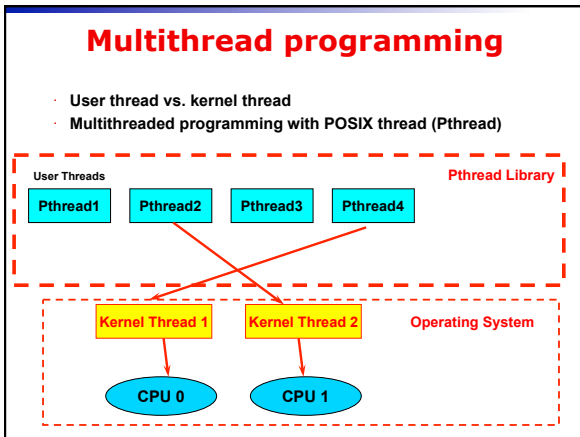 Multithread programming
· User thread vs. kernel thread
· Multithreaded programming with POSIX thread (Pthread)
User Threads
Pthread Library
Pthread1
Pthread2
Pthread3
Pthread4
Kernel Thread 1
Kernel Thread 2
Operating System
CPU 0
CPU 1